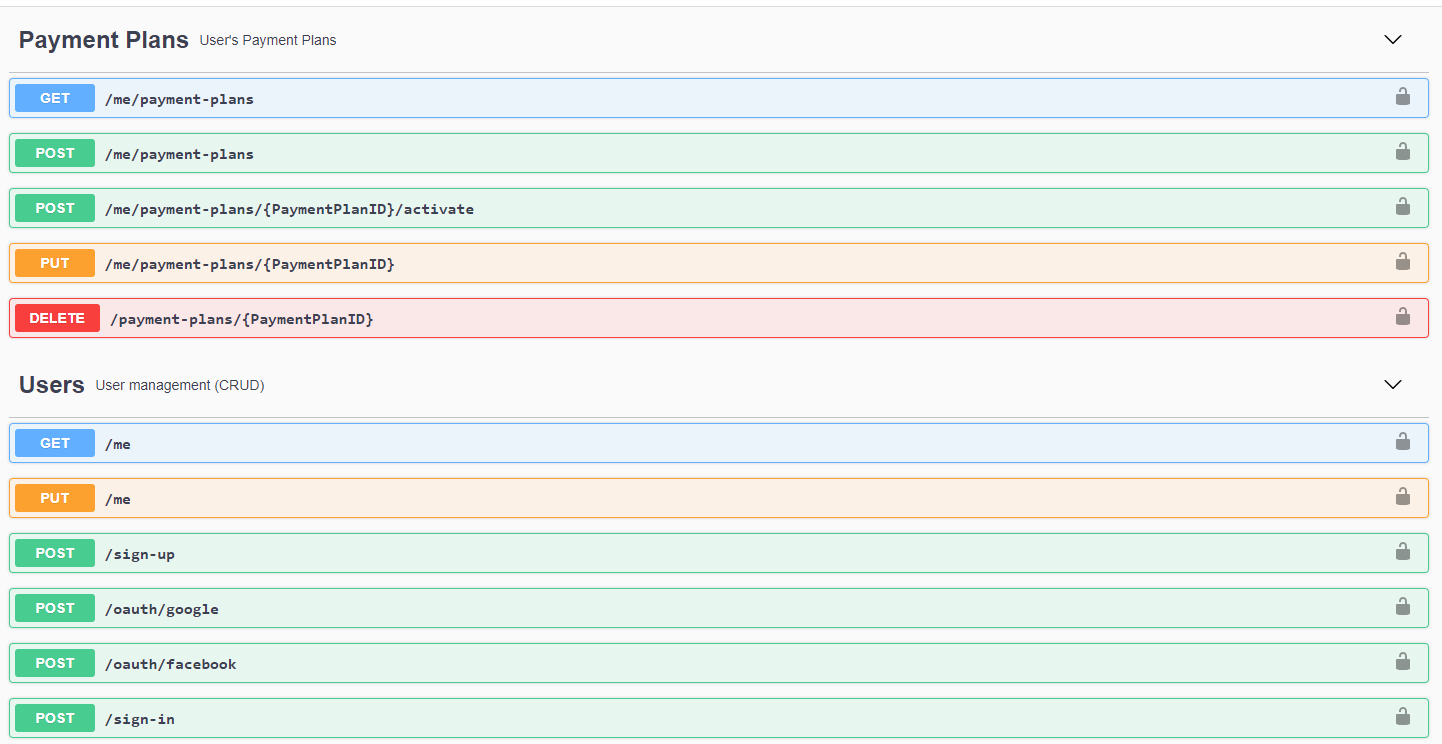 Payment Plans User's Payment Plans
GET /me/payment-plans
POST /me/payment-plans
POST /me/payment-plans/{PaymentPlanID}/activate
PUT /me/payment-plans/{PaymentPlanID}
DELETE /payment-plans/{PaymentPlanID}
Users User management (CRUD)
GET /me
PUT /me
POST /sign-up
POST /oauth/google
POST /oauth/facebook
POST /sign-in